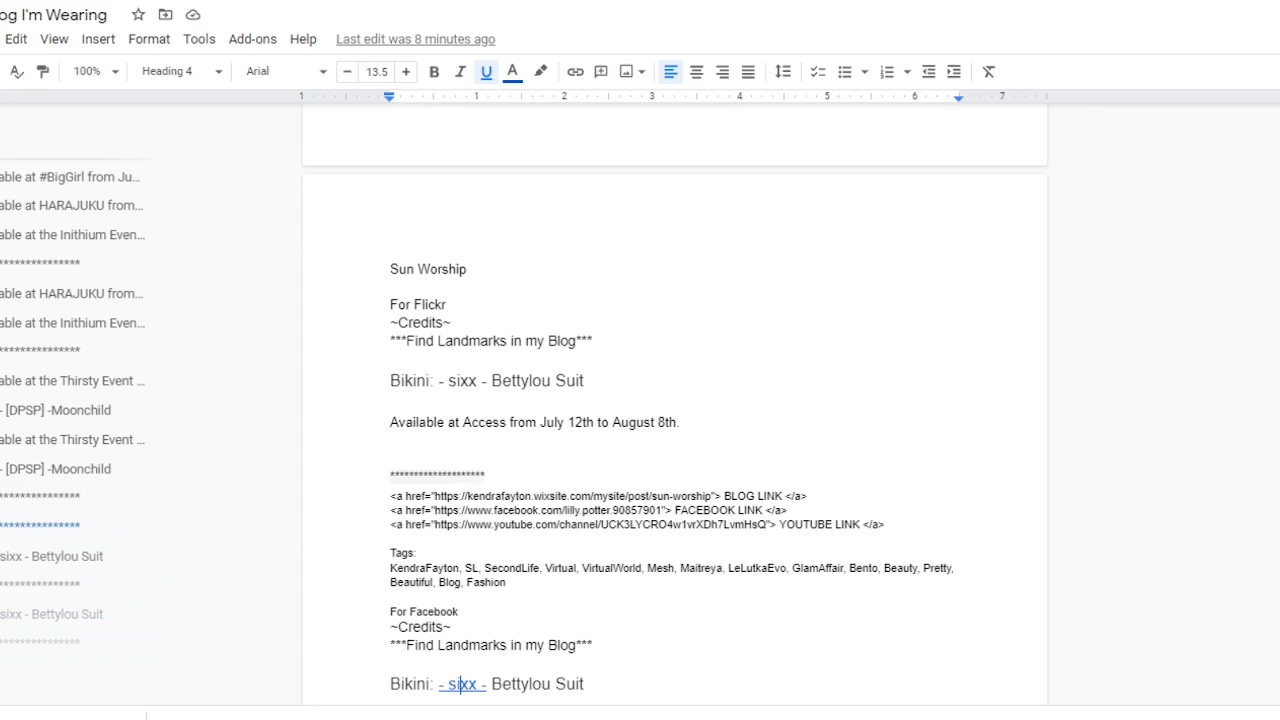 og I'm Wearing
Edit View Insert Format Tools Add-ons Help Last edit was 8 minutes ago
100% Heading 4 Arial 13.5 B I U A
1 1 2 3 4 5 6 7
able at #BigGirl from Ju...
able at HARAJUKU from...
able at the Inithium Even...
***************
able at HARAJUKU from...
able at the Inithium Even...
***************
able at the Thirsty Event ...
- [DPSP] -Moonchild
able at the Thirsty Event ...
- [DPSP] -Moonchild
***************
***************
sixx - Bettylou Suit
***************
sixx - Bettylou Suit
***************
Sun Worship
For Flickr
~Credits~
***Find Landmarks in my Blog***
Bikini: - sixx - Bettylou Suit
Available at Access from July 12th to August 8th.
********************
<a href="https://kendrafayton.wixsite.com/mysite/post/sun-worship"> BLOG LINK </a>
<a href="https://www.facebook.com/lilly.potter.90857901"> FACEBOOK LINK </a>
<a href="https://www.youtube.com/channel/UCK3LYCRO4w1vrXDh7LvmHsQ"> YOUTUBE LINK </a>
Tags:
KendraFayton, SL, SecondLife, Virtual, VirtualWorld, Mesh, Maitreya, LeLutkaEvo, GlamAffair, Bento, Beauty, Pretty,
Beautiful, Blog, Fashion
For Facebook
~Credits~
***Find Landmarks in my Blog***
Bikini: - sixx - Bettylou Suit